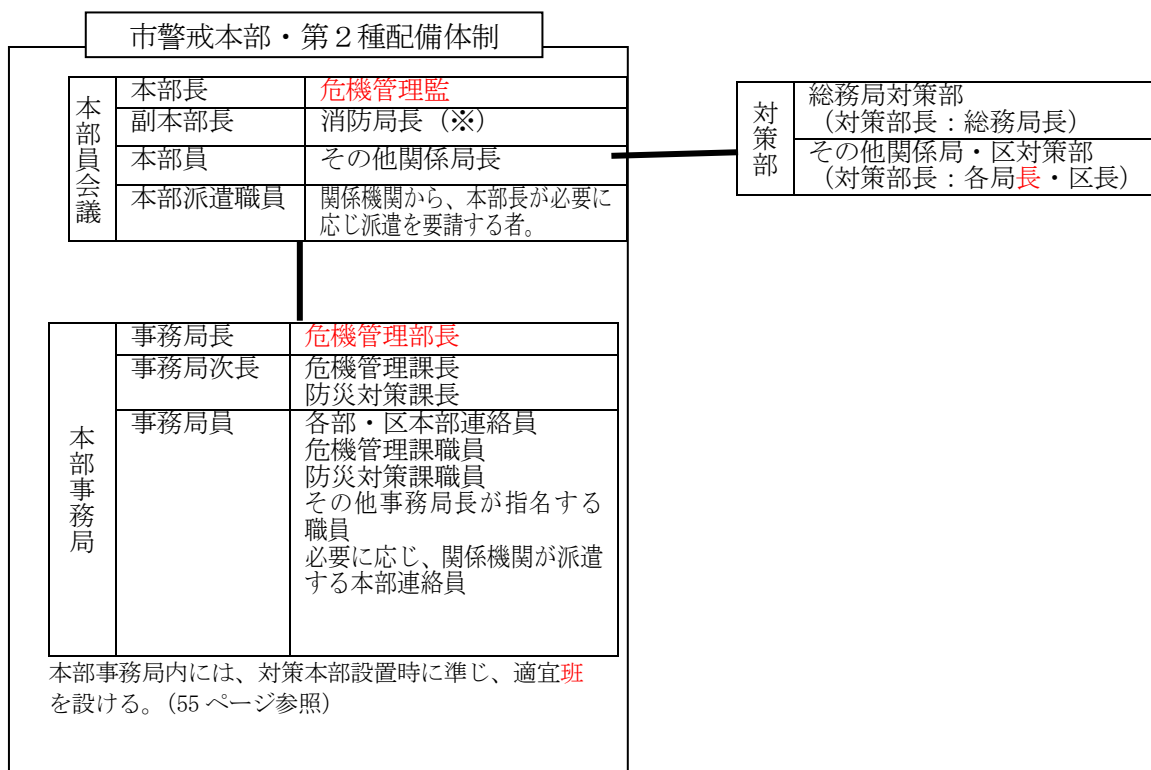 市警戒本部・第２種配備体制
本部員会議
本部長 危機管理監
副本部長 消防局長（※）
本部員 その他関係局長
本部派遣職員 関係機関から、本部長が必要に
応じ派遣を要請する者。
対策部
総務局対策部
（対策部長：総務局長）
その他関係局・区対策部
（対策部長：各局長・区長）
本部事務局
事務局長 危機管理部長
事務局次長 危機管理課長
防災対策課長
事務局員 各部・区本部連絡員
危機管理課職員
防災対策課職員
その他事務局長が指名する
職員
必要に応じ、関係機関が派遣
する本部連絡員
本部事務局内には、対策本部設置時に準じ、適宜班
を設ける。（55 ページ参照）